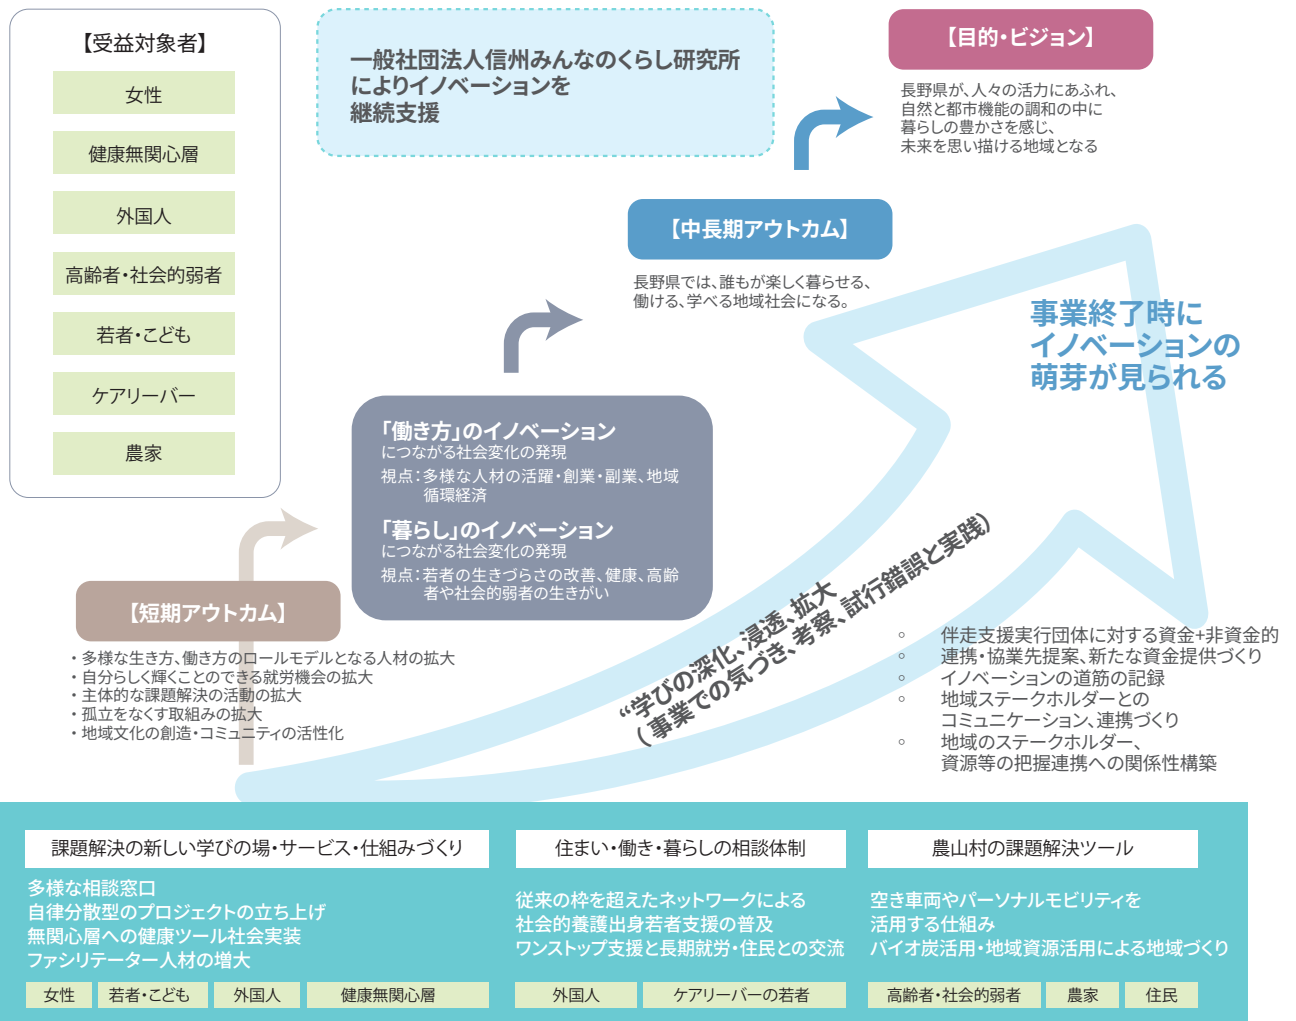 【受益対象者】
女性
健康無関心層
外国人
高齢者・社会的弱者
若者・こども
ケアリーバー
農家
一般社団法人信州みんなのくらし研究所
によりイノベーションを
継続支援
【目的・ビジョン】
長野県が、人々の活力にあふれ、
自然と都市機能の調和の中に
暮らしの豊かさを感じ、
未来を思い描ける地域となる
【中長期アウトカム】
長野県では、誰もが楽しく暮らせる、
働ける、学べる地域社会になる。
事業終了時に
イノベーションの
萌芽が見られる
「働き方」のイノベーション
につながる社会変化の発現
視点：多様な人材の活躍・創業・副業、地域
循環経済
「暮らし」のイノベーション
につながる社会変化の発現
視点：若者の生きづらさの改善、健康、高齢
者や社会的弱者の生きがい
【短期アウトカム】
・多様な生き方、働き方のロールモデルとなる人材の拡大
・自分らしく輝くことのできる就労機会の拡大
・主体的な課題解決の活動の拡大
・孤立をなくす取組みの拡大
・地域文化の創造・コミュニティの活性化
“学びの深化、浸透、拡大
（事業での気づき、考察、試行錯誤と実践）
◦ 伴走支援実行団体に対する資金+非資金的
◦ 連携・協業先提案、新たな資金提供づくり
◦ イノベーションの道筋の記録
◦ 地域ステークホルダーとの
コミュニケーション、連携づくり
◦ 地域のステークホルダー、
資源等の把握連携への関係性構築
課題解決の新しい学びの場・サービス・仕組みづくり
多様な相談窓口
自律分散型のプロジェクトの立ち上げ
無関心層への健康ツール社会実装
ファシリテーター人材の増大
女性 若者・こども 外国人 健康無関心層
住まい・働き・暮らしの相談体制
従来の枠を超えたネットワークによる
社会的養護出身若者支援の普及
ワンストップ支援と長期就労・住民との交流
外国人 ケアリーバーの若者
農山村の課題解決ツール
空き車両やパーソナルモビリティを
活用する仕組み
バイオ炭活用・地域資源活用による地域づくり
高齢者・社会的弱者 農家 住民